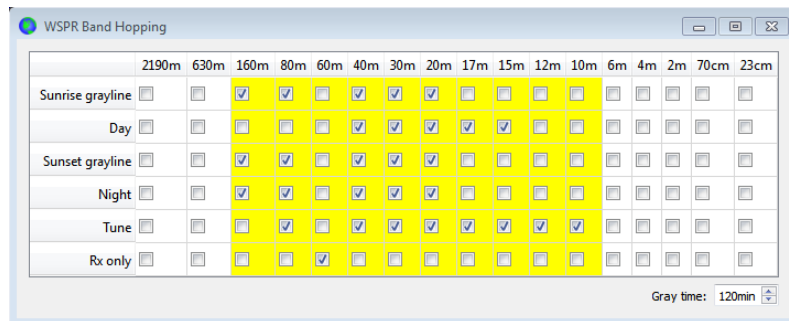 WSPR Band Hopping
2190m 630m 160m 80m 60m 40m 30m 20m 17m 15m 12m 10m 6m 4m 2m 70cm 23cm
Sunrise grayline
Day
Sunset grayline
Night
Tune
Rx only
Gray time: 120min